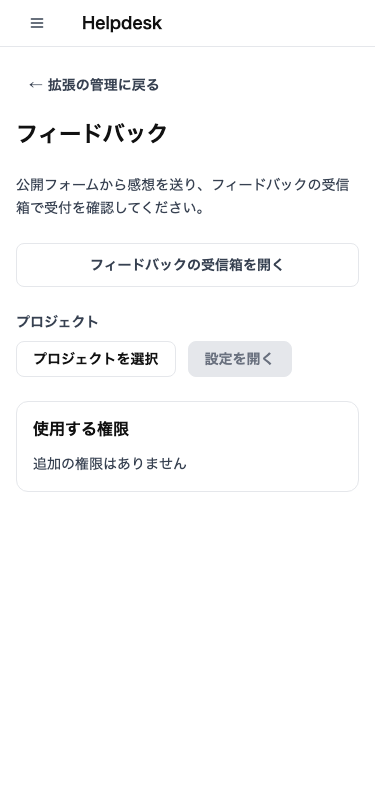 Helpdesk
← 拡張の管理に戻る
フィードバック
公開フォームから感想を送り、フィードバックの受信
箱で受付を確認してください。
フィードバックの受信箱を開く
プロジェクト
プロジェクトを選択
設定を開く
使用する権限
追加の権限はありません